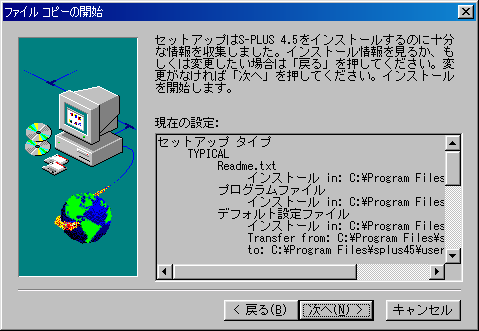 ファイル コピーの開始
セットアップはS-PLUS 4.5をインストールするのに十分
な情報を収集しました。インストール情報を見るか、も
しくは変更したい場合は「戻る」を押してください。変
更がなければ「次へ」を押してください。インストール
を開始します。
現在の設定:
セットアップ タイプ
TYPICAL
Readme.txt
インストール in: C:¥Program Files
プログラムファイル
インストール in: C:¥Program Files
デフォルト設定ファイル
インストール in: C:¥Program Files
Transfer from: C:¥Program Files¥s
to: C:¥Program Files¥splus45¥user
< 戻る(B) 次へ(N) > キャンセル